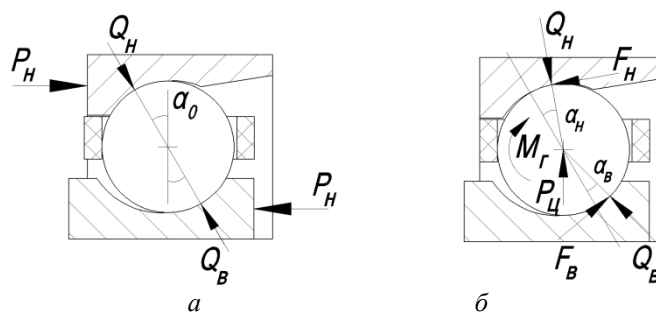 Q_Н
P_Н
α_0
P_Н
Q_В
Q_Н
F_Н
α_Н
M_Г
α_В
P_Ц
F_В
Q_В
а
б